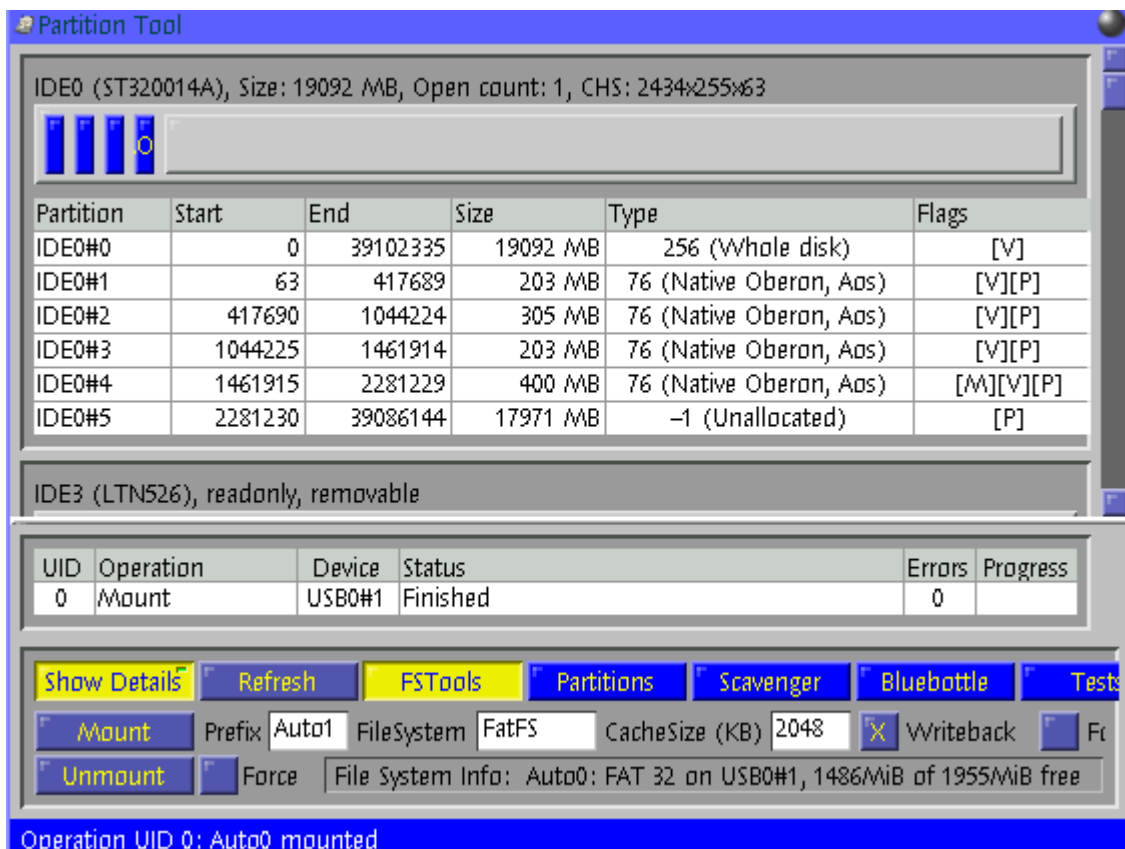 Partition Tool
IDE0 (ST320014A), Size: 19092 MB, Open count: 1, CHS: 2434x255x63
.O
Partition Start End Size Type Flags
IDE0#0 0 39102335 19092 MB 256 (Whole disk) [V]
IDE0#1 63 417689 203 MB 76 (Native Oberon, Aos) [V][P]
IDE0#2 417690 1044224 305 MB 76 (Native Oberon, Aos) [V][P]
IDE0#3 1044225 1461914 203 MB 76 (Native Oberon, Aos) [V][P]
IDE0#4 1461915 2281229 400 MB 76 (Native Oberon, Aos) [M][V][P]
IDE0#5 2281230 39086144 17971 MB –1 (Unallocated) [P]
IDE3 (LTN526), readonly, removable
UID Operation Device Status Errors Progress
0 Mount USB0#1 Finished 0
Show Details Refresh FSTools Partitions Scavenger Bluebottle Tests
Mount Prefix Auto1 FileSystem FatFS CacheSize (KB) 2048 X Writeback
Unmount Force File System Info: Auto0: FAT 32 on USB0#1, 1486MiB of 1955MiB free
Operation UID 0: Auto0 mounted